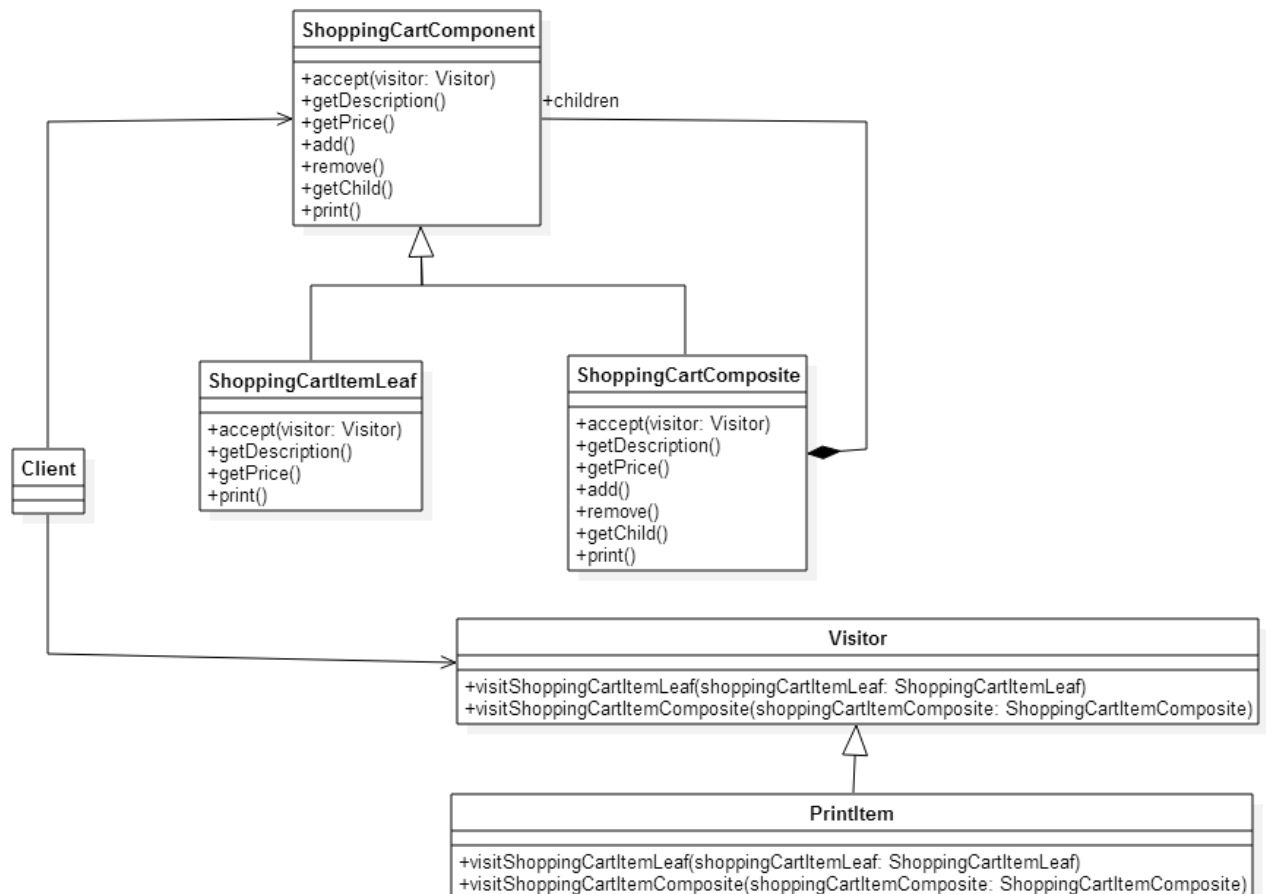 ShoppingCartComponent
+accept(visitor: Visitor)
+getDescription()
+getPrice()
+add()
+remove()
+getChild()
+print()
+children
ShoppingCartItemLeaf
+accept(visitor: Visitor)
+getDescription()
+getPrice()
+print()
ShoppingCartComposite
+accept(visitor: Visitor)
+getDescription()
+getPrice()
+add()
+remove()
+getChild()
+print()
Client
Visitor
+visitShoppingCartItemLeaf(shoppingCartItemLeaf: ShoppingCartItemLeaf)
+visitShoppingCartItemComposite(shoppingCartItemComposite: ShoppingCartItemComposite)
PrintItem
+visitShoppingCartItemLeaf(shoppingCartItemLeaf: ShoppingCartItemLeaf)
+visitShoppingCartItemComposite(shoppingCartItemComposite: ShoppingCartItemComposite)